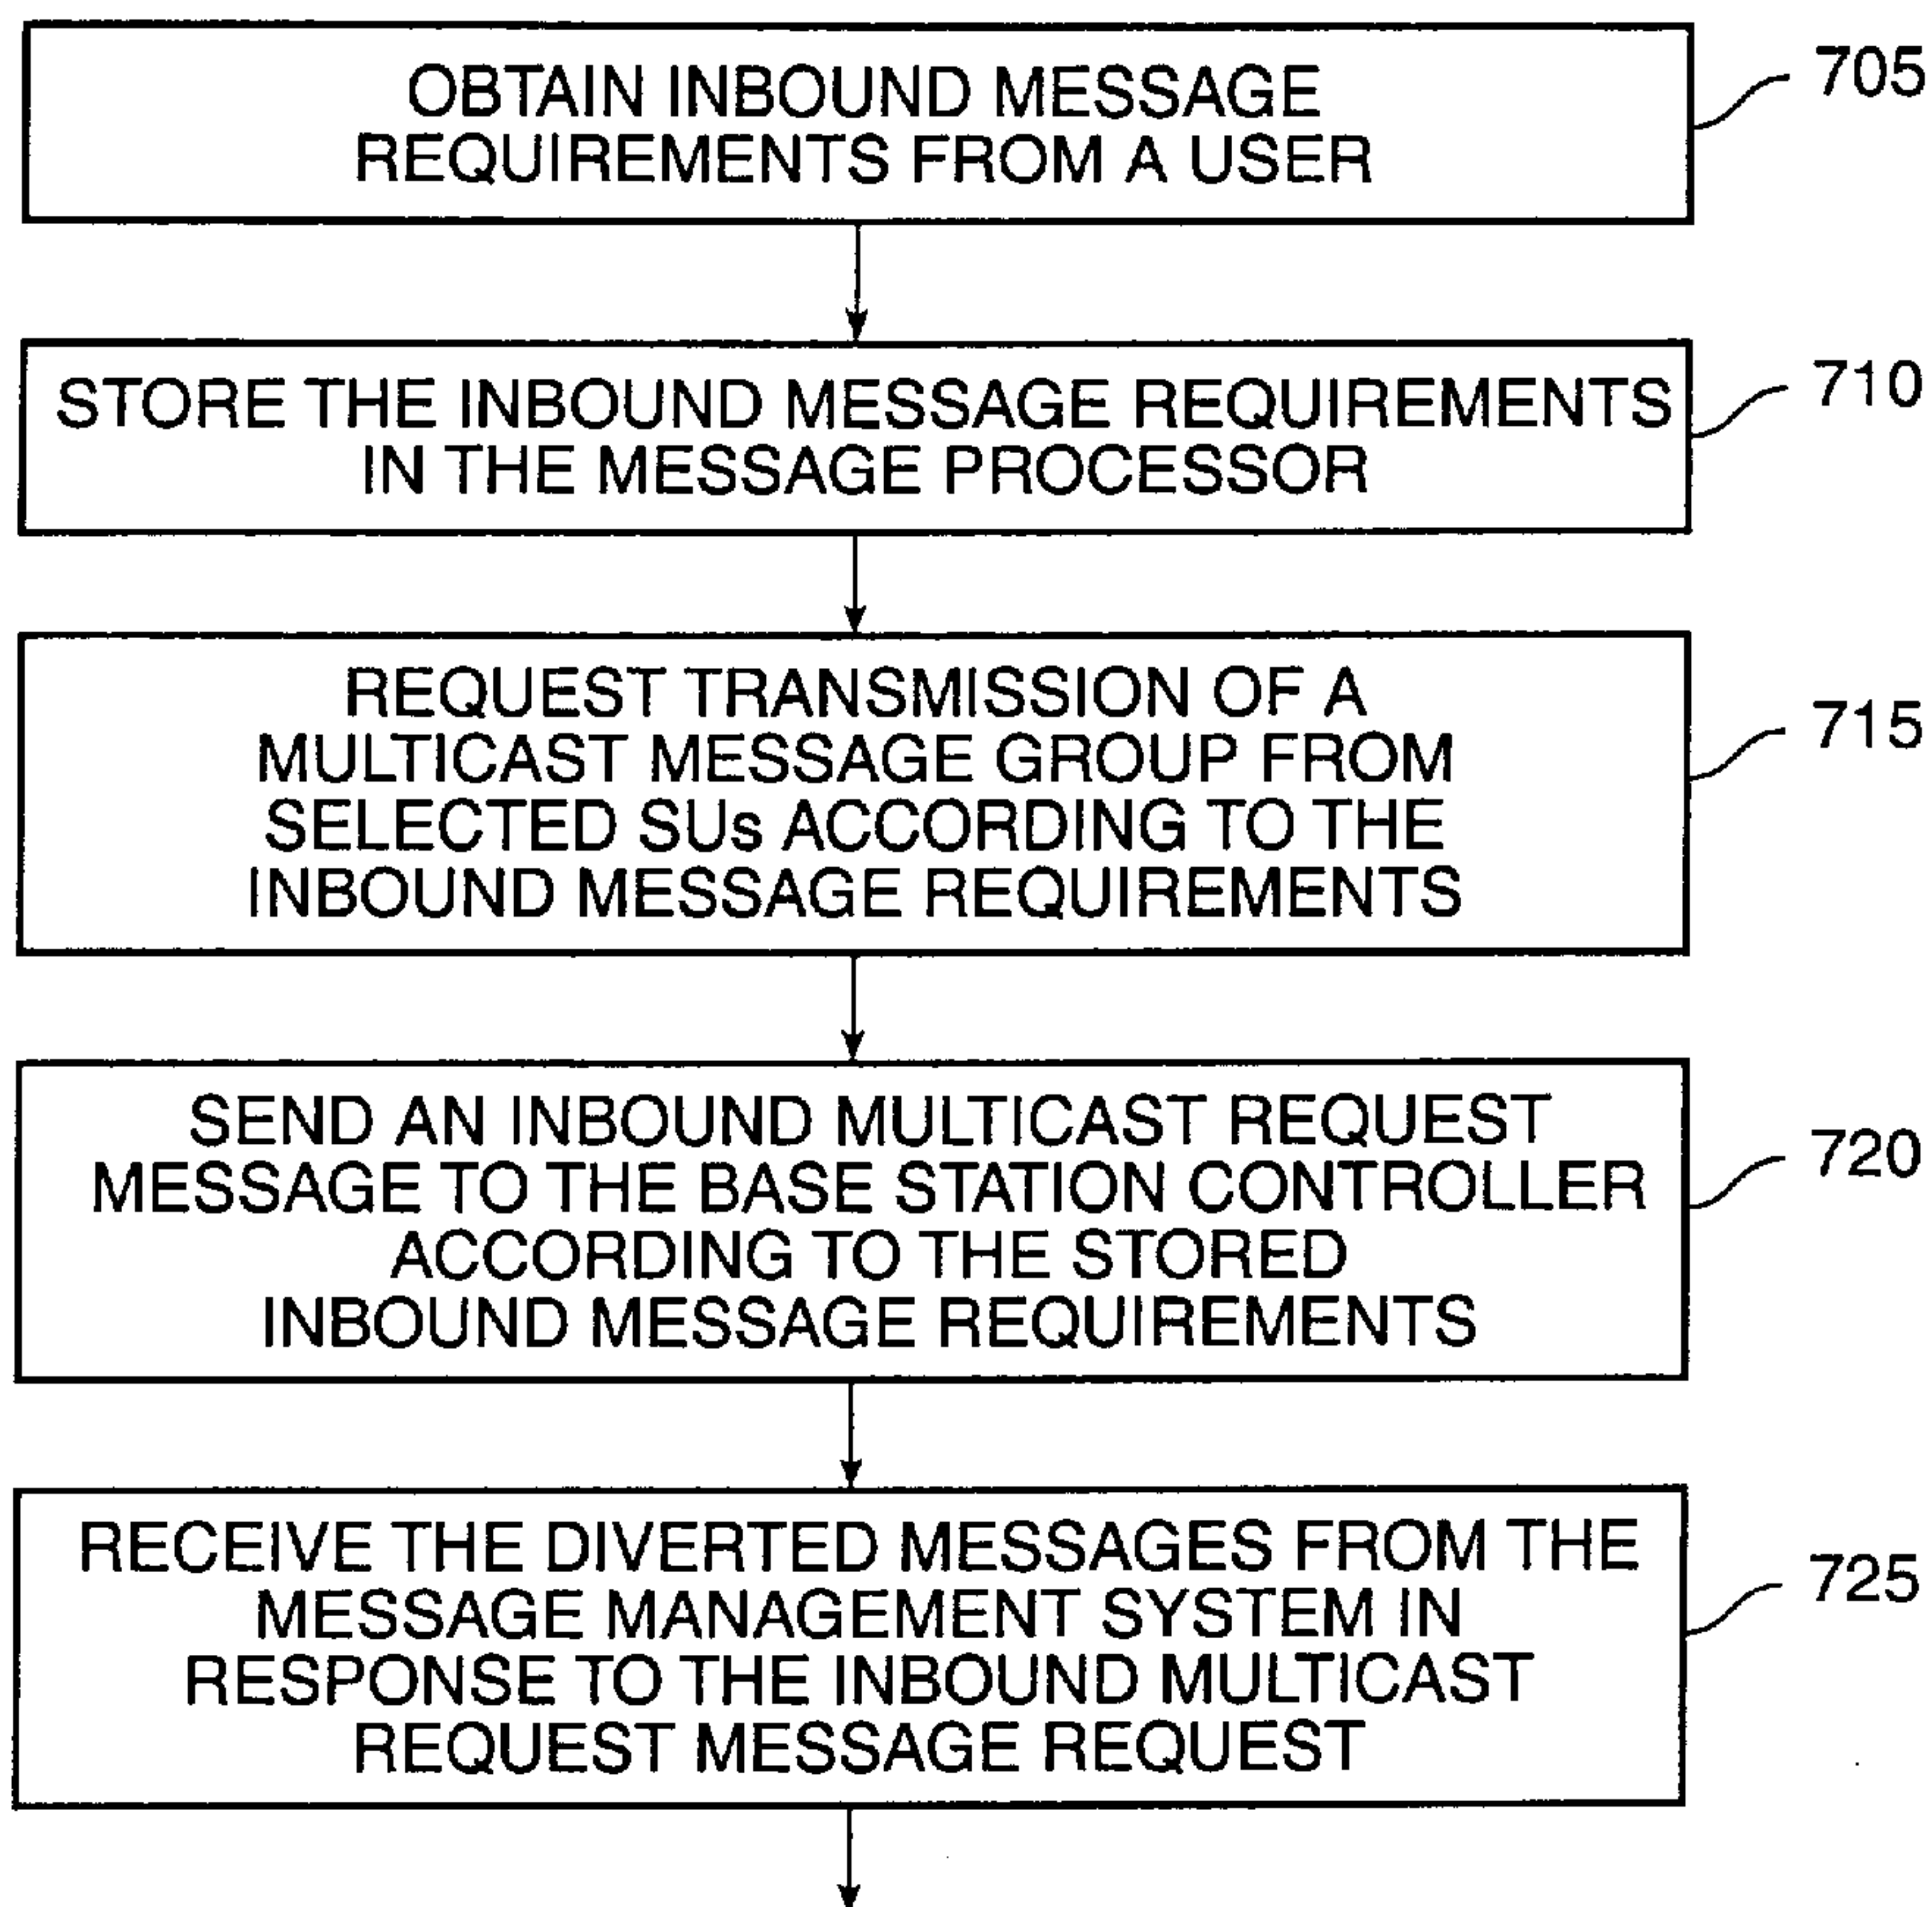 OBTAIN INBOUND MESSAGE
REQUIREMENTS FROM A USER
705
STORE THE INBOUND MESSAGE REQUIREMENTS
IN THE MESSAGE PROCESSOR
710
REQUEST TRANSMISSION OF A
MULTICAST MESSAGE GROUP FROM
SELECTED SUs ACCORDING TO THE
INBOUND MESSAGE REQUIREMENTS
715
SEND AN INBOUND MULTICAST REQUEST
MESSAGE TO THE BASE STATION CONTROLLER
ACCORDING TO THE STORED
INBOUND MESSAGE REQUIREMENTS
720
RECEIVE THE DIVERTED MESSAGES FROM THE
MESSAGE MANAGEMENT SYSTEM IN
RESPONSE TO THE INBOUND MULTICAST
REQUEST MESSAGE REQUEST
725